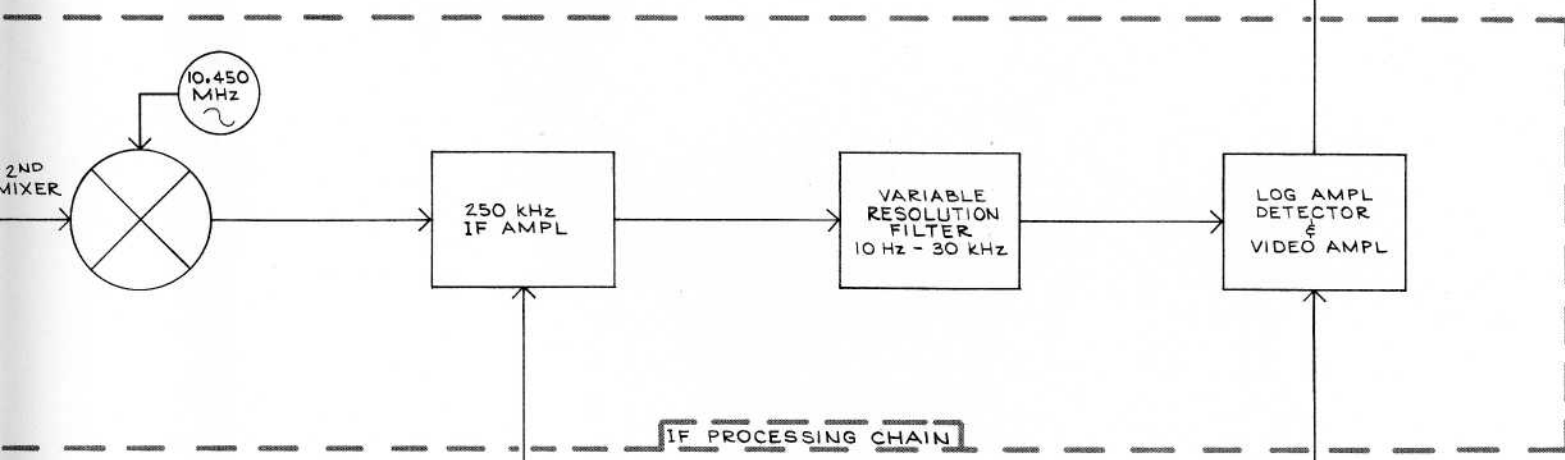 10.450
MHz
2ND
MIXER
250 kHz
IF AMPL
VARIABLE
RESOLUTION
FILTER
10 Hz - 30 kHz
LOG AMPL
DETECTOR
&
VIDEO AMPL
IF PROCESSING CHAIN